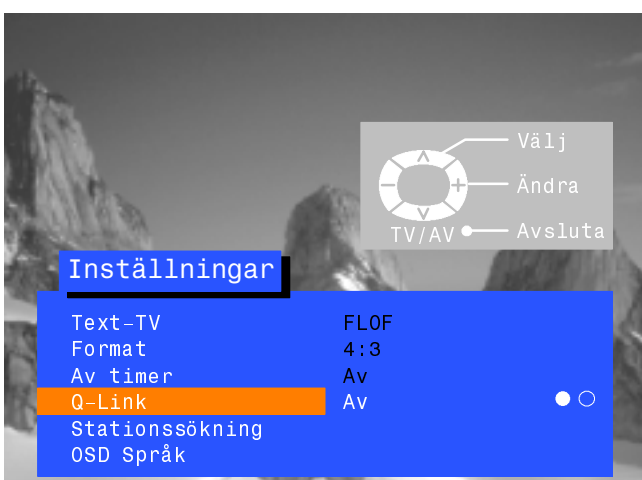 Välj
Ändra
TV/AV Avsluta
Inställningar
Text-TV FLOF
Format 4:3
Av timer Av
Q-Link Av
Stationssökning
OSD Språk